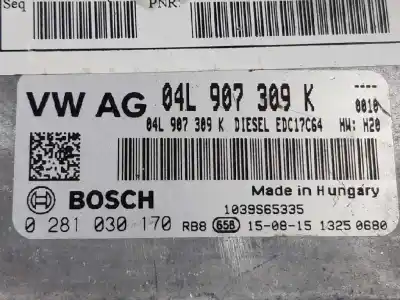 Seq
PNR:
VW AG 04L 907 309 K
----
0010
04L 907 309 K DIESEL EDC17C64 HW: H20
Made in Hungary
BOSCH
1039S65335
0 281 030 170 RB8 658 15-08-15 1325 0680